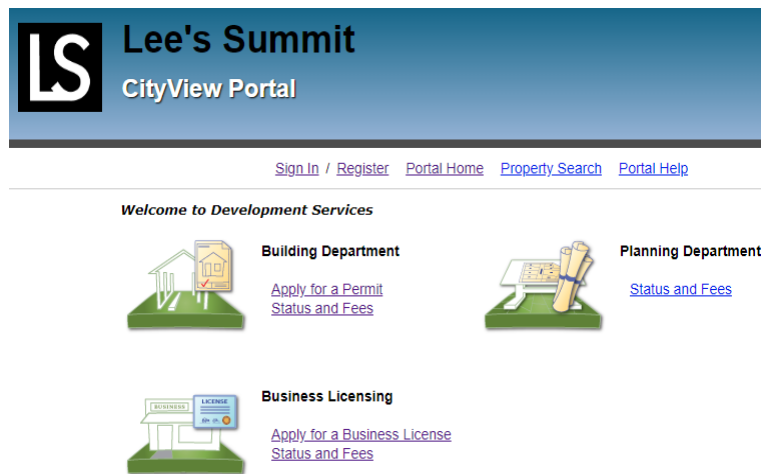 LS
Lee's Summit
CityView Portal
Sign In / Register Portal Home Property Search Portal Help
Welcome to Development Services
Building Department
Apply for a Permit
Status and Fees
Planning Department
Status and Fees
BUSINESS
LICENSE
Business Licensing
Apply for a Business License
Status and Fees